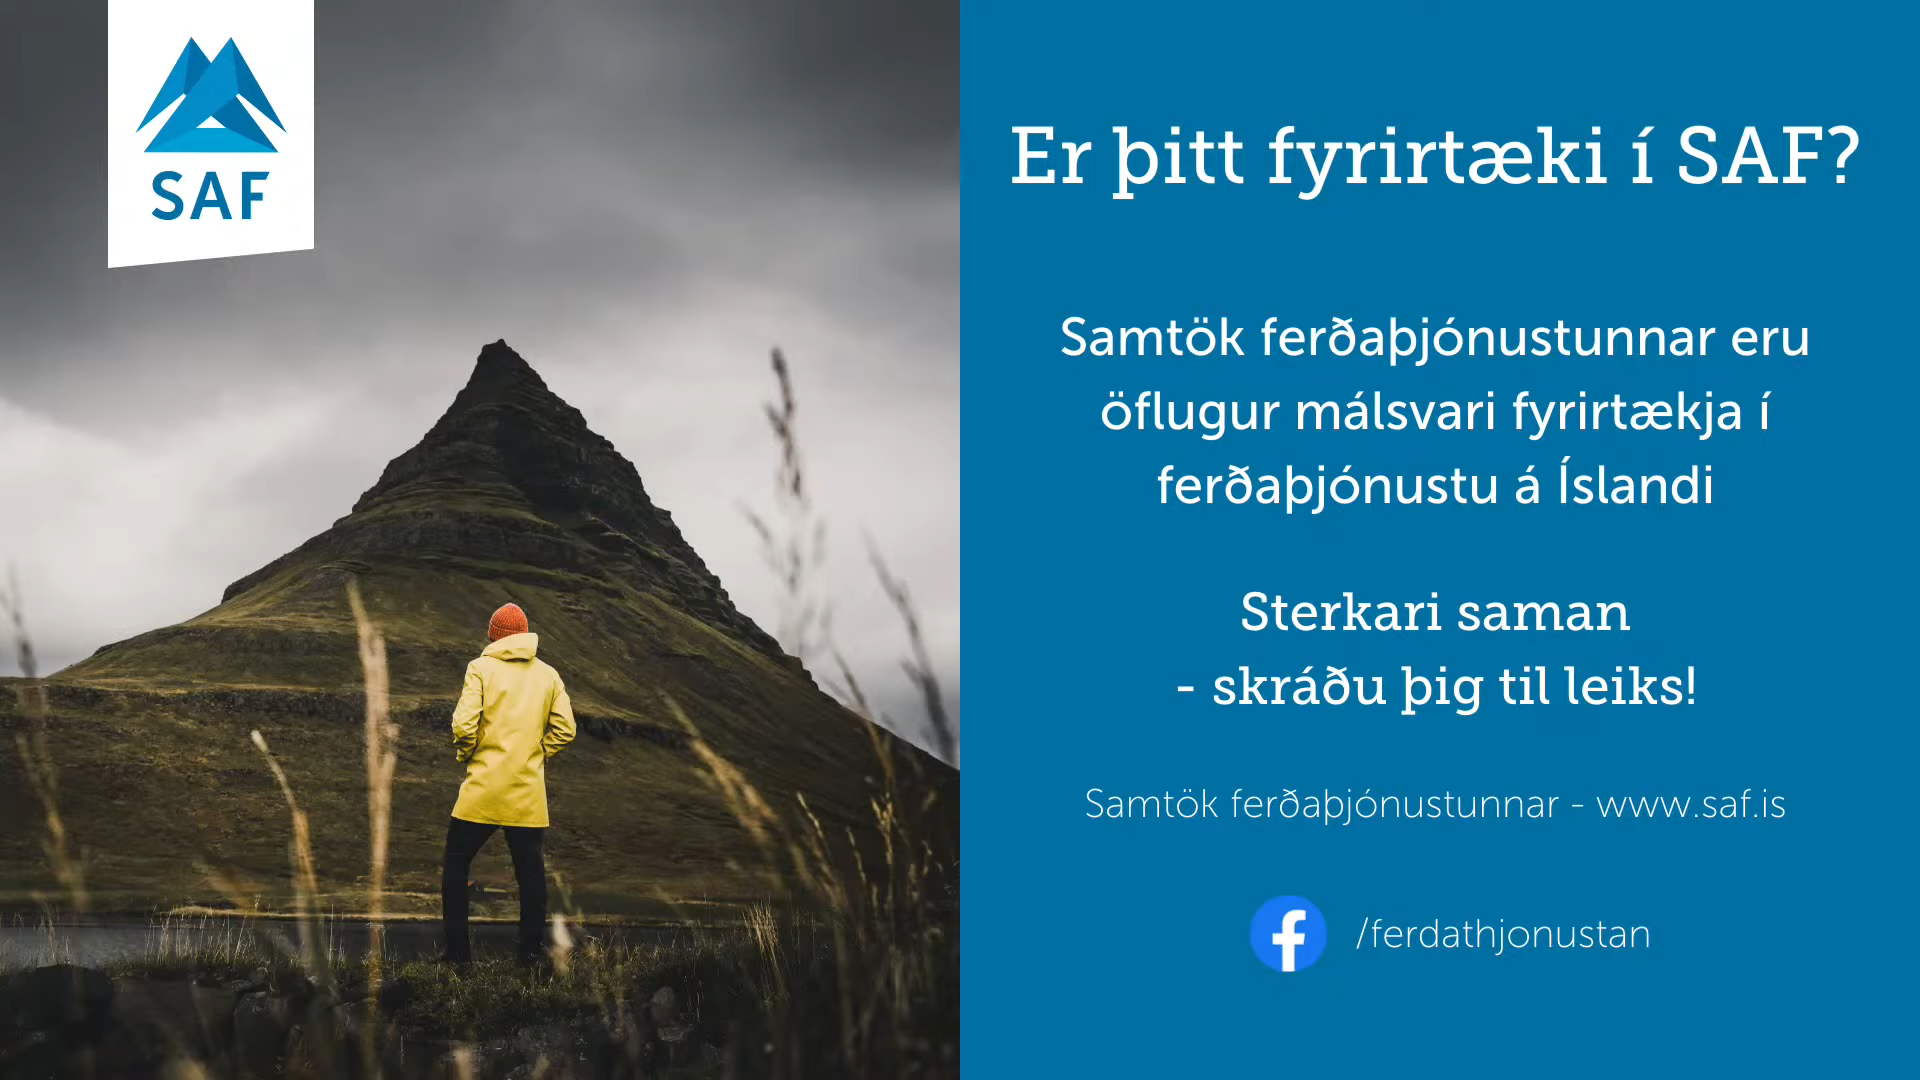 SAF
Er þitt fyrirtæki í SAF?
Samtök ferðaþjónustunnar eru
öflugur málsvari fyrirtækja í
ferðaþjónustu á Íslandi
Sterkari saman
- skráðu þig til leiks!
Samtök ferðaþjónustunnar - www.saf.is
/ferdathjonustan